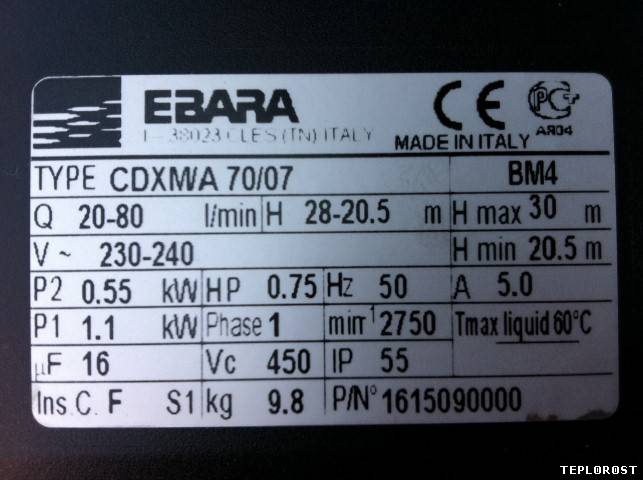 EBARA
I-38023 CLES (TN) ITALY
CE
PCT
АЯ04
MADE IN ITALY
TYPE CDXM/A 70/07 BM4
Q 20-80 l/min H 28-20.5 m H max 30 m
V~ 230-240 H min 20.5 m
P2 0.55 kW HP 0.75 Hz 50 A 5.0
P1 1.1 kW Phase 1 min⁻¹ 2750 Tmax liquid 60°C
µF 16 Vc 450 IP 55
Ins.C. F S1 kg 9.8 P/N° 1615090000
TEPLOROST